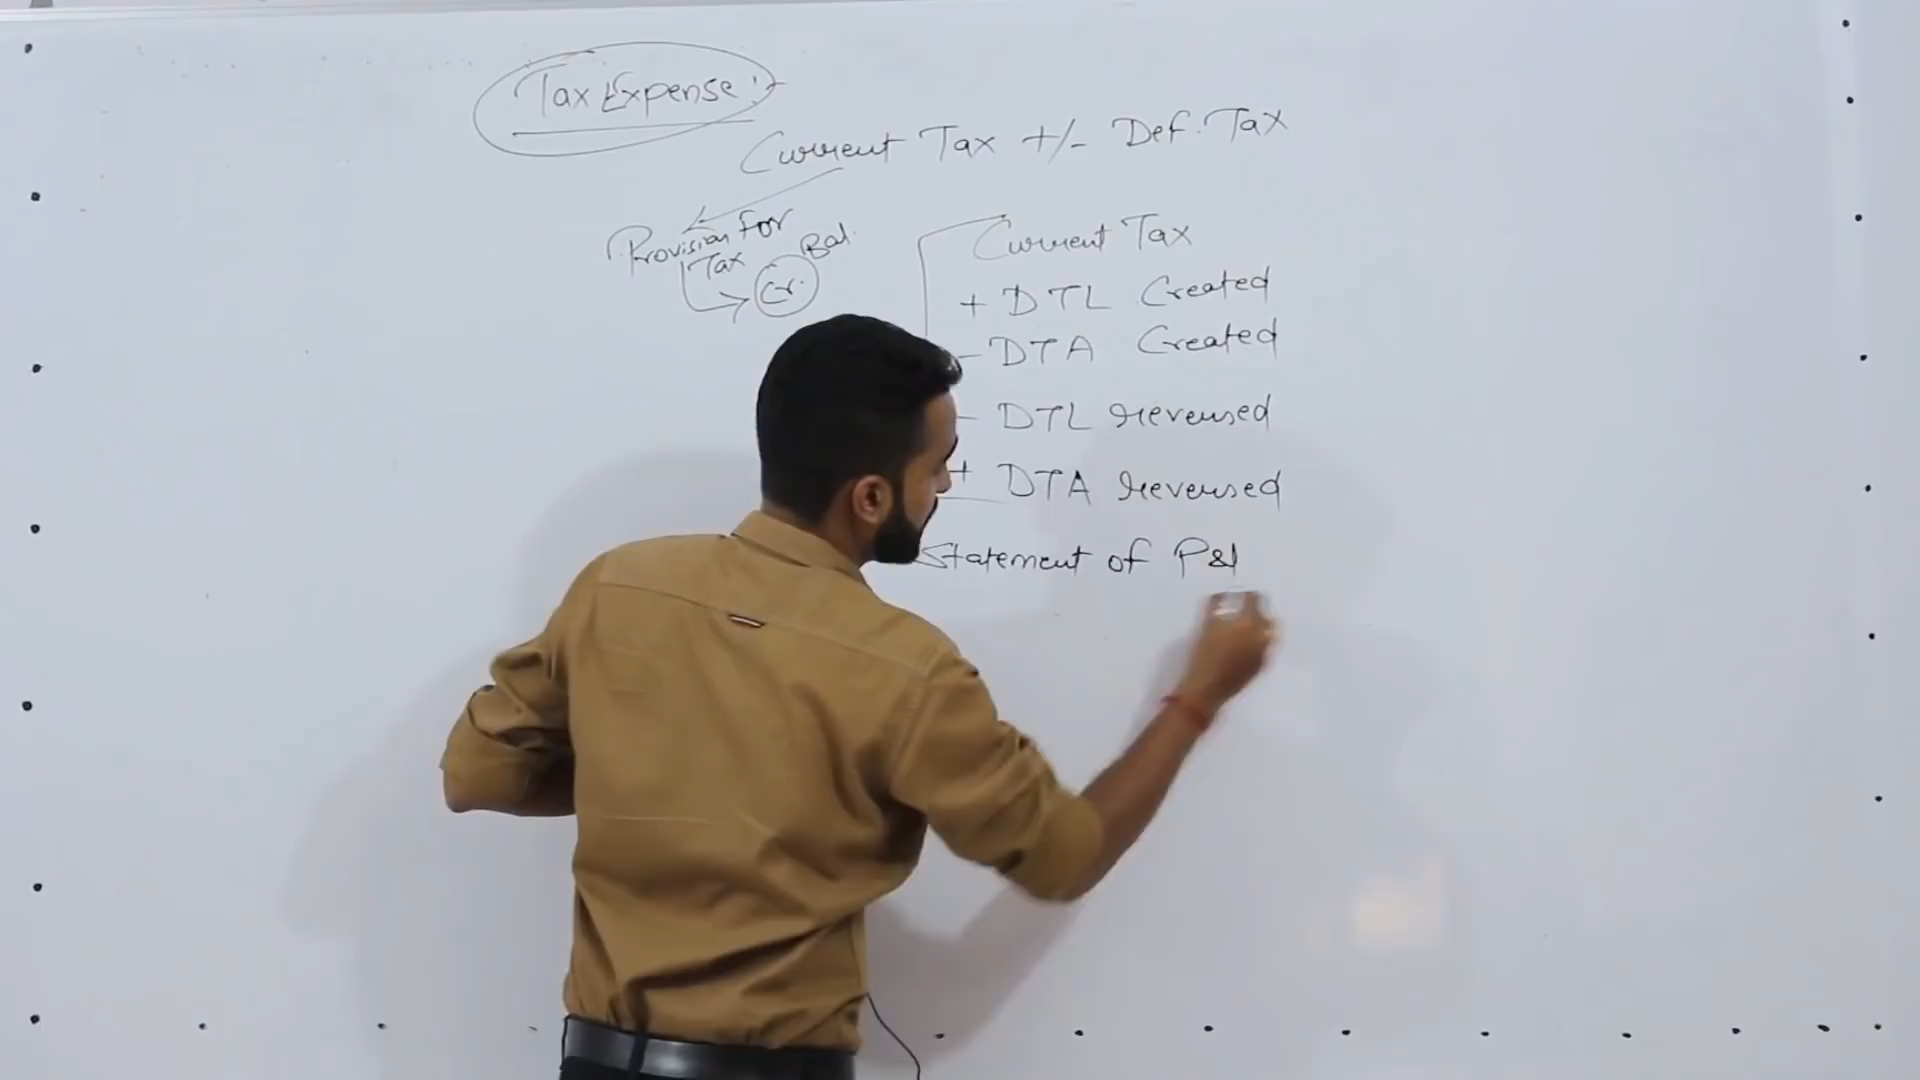 Tax Expense :-
Current Tax +/- Def. Tax
Provision For
Tax
Cr.
Bal.
Current Tax
+ DTL Created
- DTA Created
- DTL reversed
+ DTA reversed
Statement of P&l